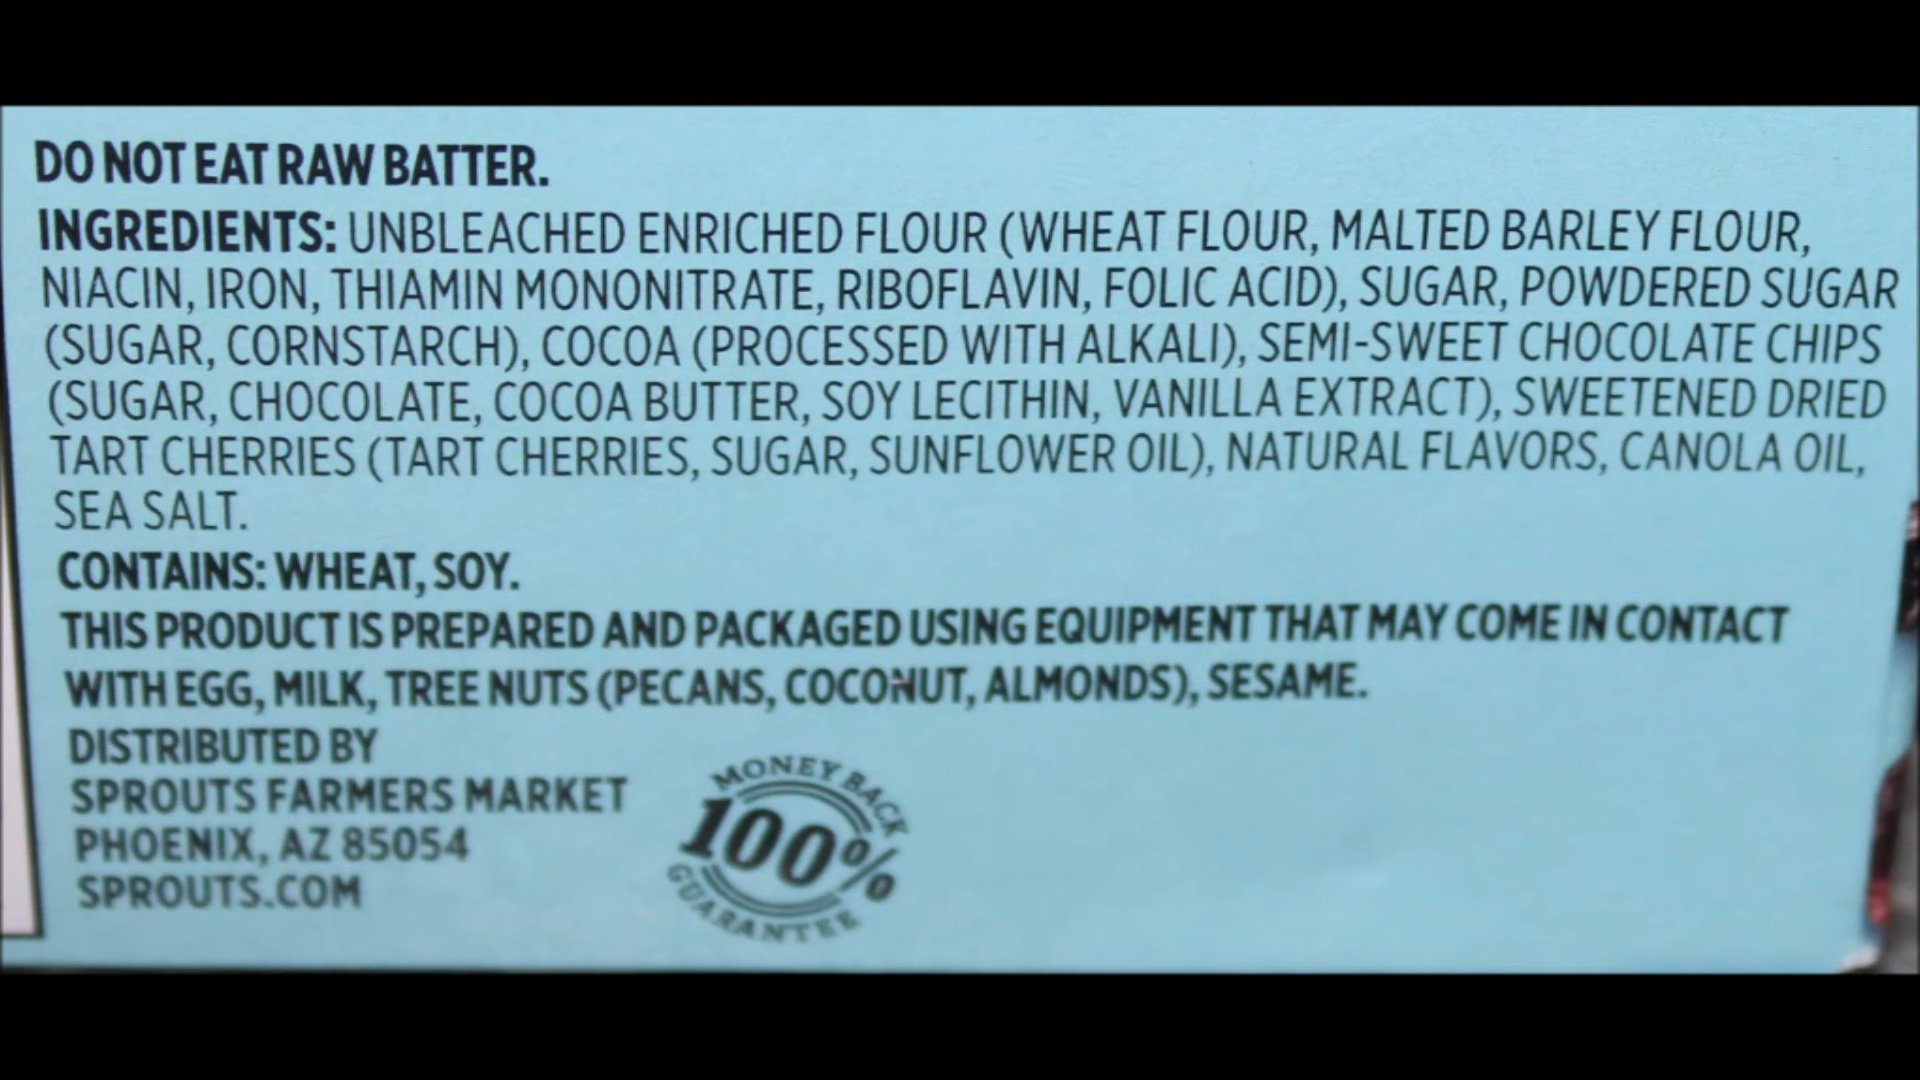 DO NOT EAT RAW BATTER.
INGREDIENTS: UNBLEACHED ENRICHED FLOUR (WHEAT FLOUR, MALTED BARLEY FLOUR,
NIACIN, IRON, THIAMIN MONONITRATE, RIBOFLAVIN, FOLIC ACID), SUGAR, POWDERED SUGAR
(SUGAR, CORNSTARCH), COCOA (PROCESSED WITH ALKALI), SEMI-SWEET CHOCOLATE CHIPS
(SUGAR, CHOCOLATE, COCOA BUTTER, SOY LECITHIN, VANILLA EXTRACT), SWEETENED DRIED
TART CHERRIES (TART CHERRIES, SUGAR, SUNFLOWER OIL), NATURAL FLAVORS, CANOLA OIL,
SEA SALT.
CONTAINS: WHEAT, SOY.
THIS PRODUCT IS PREPARED AND PACKAGED USING EQUIPMENT THAT MAY COME IN CONTACT
WITH EGG, MILK, TREE NUTS (PECANS, COCONUT, ALMONDS), SESAME.
DISTRIBUTED BY
SPROUTS FARMERS MARKET
PHOENIX, AZ 85054
SPROUTS.COM
MONEY BACK
100%
GUARANTEE